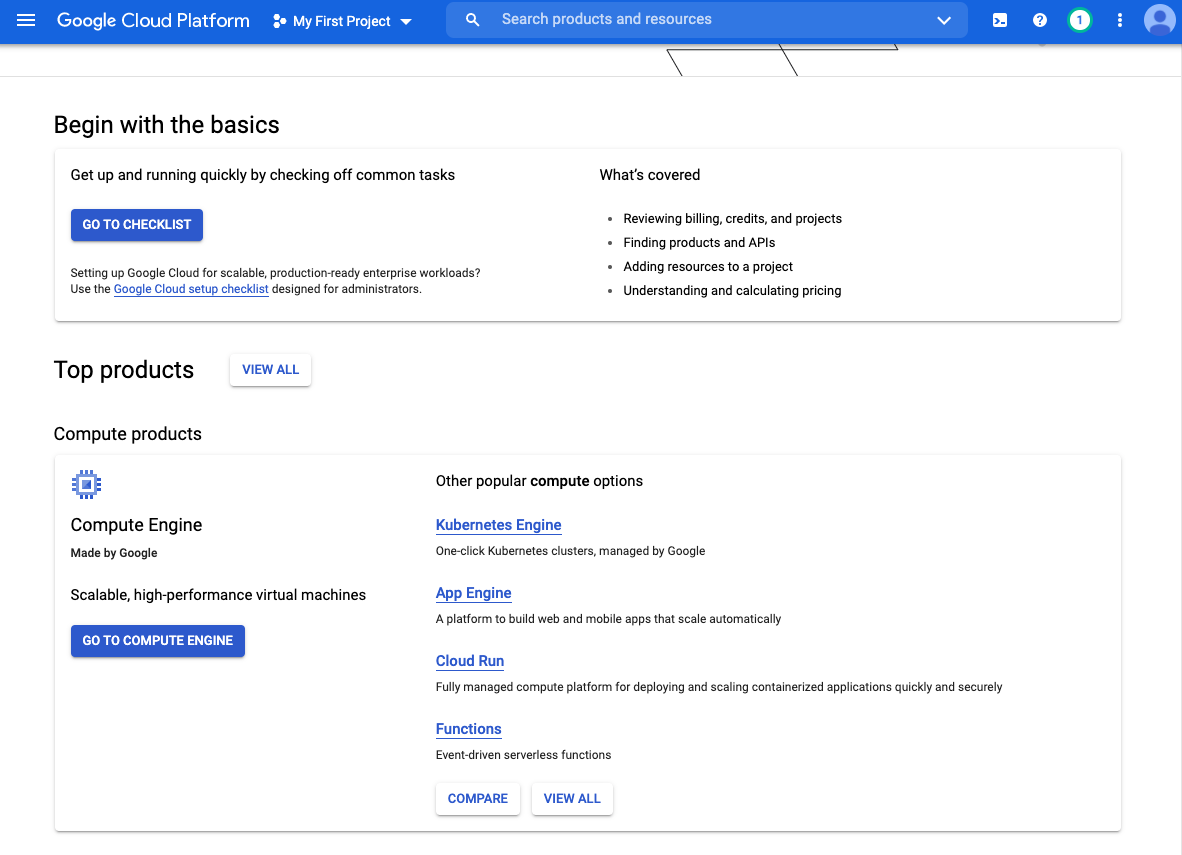 Google Cloud Platform
My First Project
Search products and resources
1
Begin with the basics
Get up and running quickly by checking off common tasks
GO TO CHECKLIST
Setting up Google Cloud for scalable, production-ready enterprise workloads?
Use the Google Cloud setup checklist designed for administrators.
What's covered
Reviewing billing, credits, and projects
Finding products and APIs
Adding resources to a project
Understanding and calculating pricing
Top products
VIEW ALL
Compute products
Compute Engine
Made by Google
Scalable, high-performance virtual machines
GO TO COMPUTE ENGINE
Other popular compute options
Kubernetes Engine
One-click Kubernetes clusters, managed by Google
App Engine
A platform to build web and mobile apps that scale automatically
Cloud Run
Fully managed compute platform for deploying and scaling containerized applications quickly and securely
Functions
Event-driven serverless functions
COMPARE
VIEW ALL